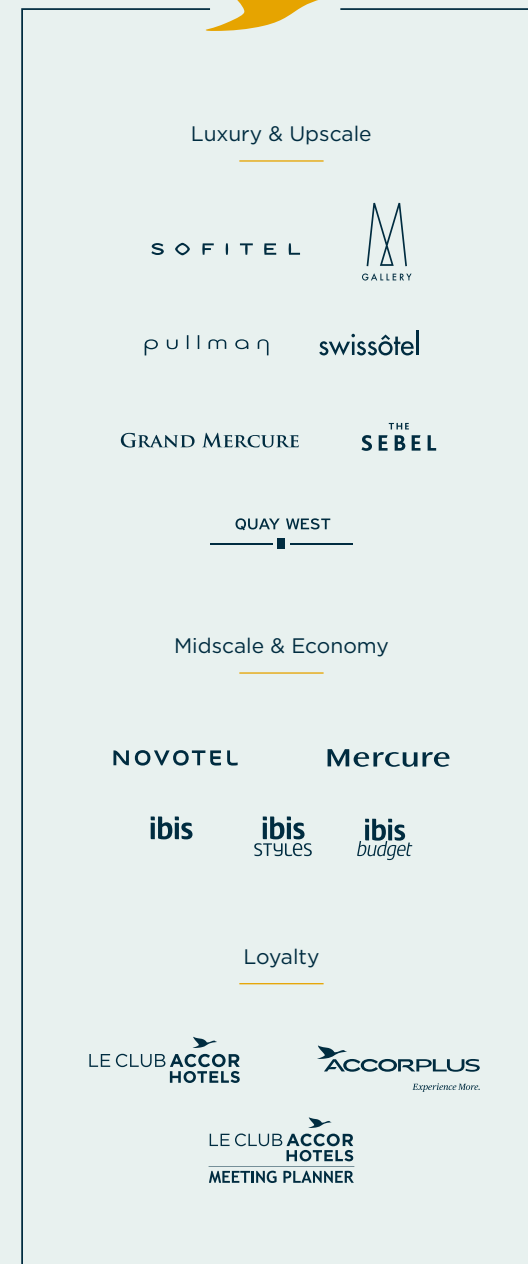 Luxury & Upscale
SOFITEL
M
GALLERY
pullman
swissôtel
GRAND MERCURE
THE
SEBEL
QUAY WEST
Midscale & Economy
NOVOTEL
Mercure
ibis
ibis
STYLES
ibis
budget
Loyalty
LE CLUB ACCOR
HOTELS
ACCORPLUS
Experience More.
LE CLUB ACCOR
HOTELS
MEETING PLANNER